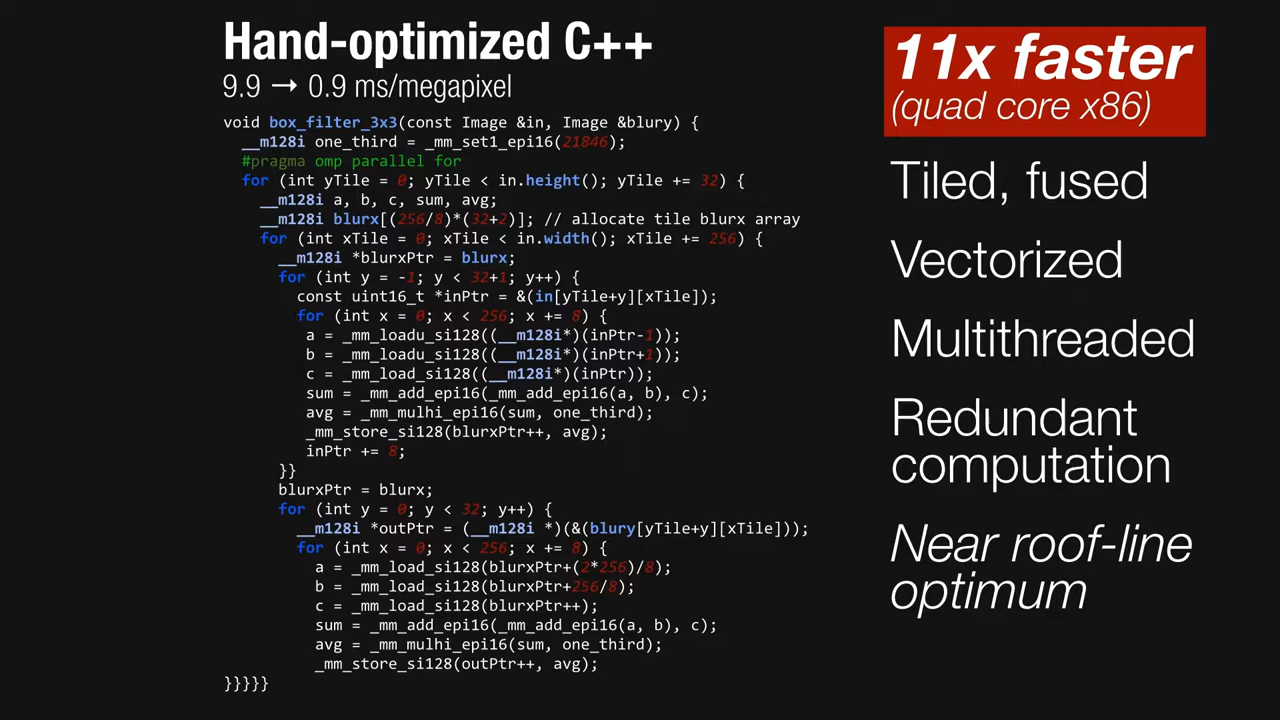 Hand-optimized C++
9.9 → 0.9 ms/megapixel
void box_filter_3x3(const Image &in, Image &blury) {
  __m128i one_third = _mm_set1_epi16(21846);
  #pragma omp parallel for
  for (int yTile = 0; yTile < in.height(); yTile += 32) {
    __m128i a, b, c, sum, avg;
    __m128i blurx[(256/8)*(32+2)]; // allocate tile blurx array
    for (int xTile = 0; xTile < in.width(); xTile += 256) {
      __m128i *blurxPtr = blurx;
      for (int y = -1; y < 32+1; y++) {
        const uint16_t *inPtr = &(in[yTile+y][xTile]);
        for (int x = 0; x < 256; x += 8) {
         a = _mm_loadu_si128((__m128i*)(inPtr-1));
         b = _mm_loadu_si128((__m128i*)(inPtr+1));
         c = _mm_load_si128((__m128i*)(inPtr));
         sum = _mm_add_epi16(_mm_add_epi16(a, b), c);
         avg = _mm_mulhi_epi16(sum, one_third);
         _mm_store_si128(blurxPtr++, avg);
         inPtr += 8;
      }}
      blurxPtr = blurx;
      for (int y = 0; y < 32; y++) {
        __m128i *outPtr = (__m128i *)(&(blury[yTile+y][xTile]));
        for (int x = 0; x < 256; x += 8) {
          a = _mm_load_si128(blurxPtr+(2*256)/8);
          b = _mm_load_si128(blurxPtr+256/8);
          c = _mm_load_si128(blurxPtr++);
          sum = _mm_add_epi16(_mm_add_epi16(a, b), c);
          avg = _mm_mulhi_epi16(sum, one_third);
          _mm_store_si128(outPtr++, avg);
}}}}}
11x faster
(quad core x86)
Tiled, fused
Vectorized
Multithreaded
Redundant
computation
Near roof-line
optimum